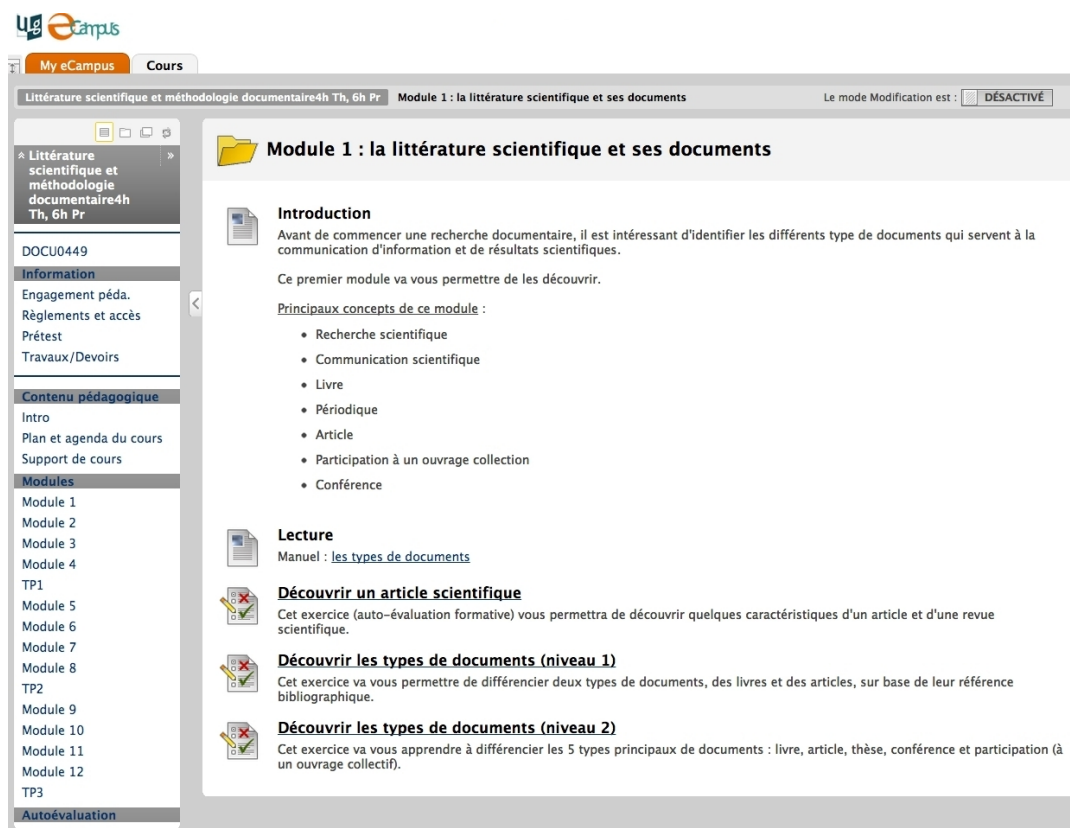 ulg eCampus
My eCampus Cours
Littérature scientifique et méthodologie documentaire4h Th, 6h Pr Module 1 : la littérature scientifique et ses documents Le mode Modification est : DÉSACTIVÉ
Littérature
scientifique et
méthodologie
documentaire4h
Th, 6h Pr
DOCU0449
Information
Engagement péda.
Règlements et accès
Prétest
Travaux/Devoirs
Contenu pédagogique
Intro
Plan et agenda du cours
Support de cours
Modules
Module 1
Module 2
Module 3
Module 4
TP1
Module 5
Module 6
Module 7
Module 8
TP2
Module 9
Module 10
Module 11
Module 12
TP3
Autoévaluation
Module 1 : la littérature scientifique et ses documents
Introduction
Avant de commencer une recherche documentaire, il est intéressant d'identifier les différents type de documents qui servent à la
communication d'information et de résultats scientifiques.
Ce premier module va vous permettre de les découvrir.
Principaux concepts de ce module :
• Recherche scientifique
• Communication scientifique
• Livre
• Périodique
• Article
• Participation à un ouvrage collection
• Conférence
Lecture
Manuel : les types de documents
Découvrir un article scientifique
Cet exercice (auto-évaluation formative) vous permettra de découvrir quelques caractéristiques d'un article et d'une revue
scientifique.
Découvrir les types de documents (niveau 1)
Cet exercice va vous permettre de différencier deux types de documents, des livres et des articles, sur base de leur référence
bibliographique.
Découvrir les types de documents (niveau 2)
Cet exercice va vous apprendre à différencier les 5 types principaux de documents : livre, article, thèse, conférence et participation (à
un ouvrage collectif).